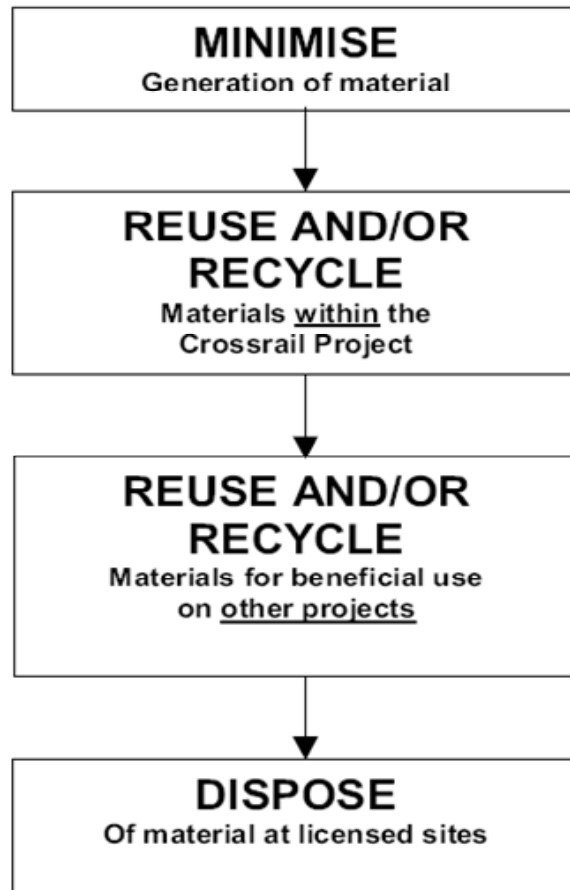 MINIMISE
Generation of material
REUSE AND/OR
RECYCLE
Materials within the
Crossrail Project
REUSE AND/OR
RECYCLE
Materials for beneficial use
on other projects
DISPOSE
Of material at licensed sites